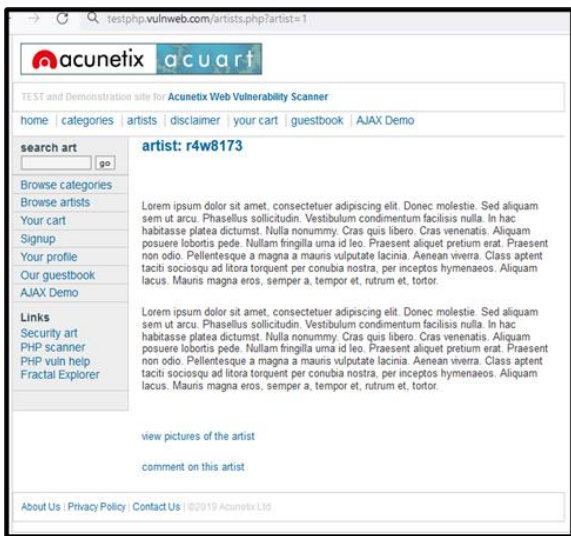 testphp.vulnweb.com/artists.php?artist=1
acunetix acuart
TEST and Demonstration site for Acunetix Web Vulnerability Scanner
home | categories | artists | disclaimer | your cart | guestbook | AJAX Demo
search art
go
Browse categories
Browse artists
Your cart
Signup
Your profile
Our guestbook
AJAX Demo
Links
Security art
PHP scanner
PHP vuln help
Fractal Explorer
artist: r4w8173
Lorem ipsum dolor sit amet, consectetuer adipiscing elit. Donec molestie. Sed aliquam
sem ut arcu. Phasellus sollicitudin. Vestibulum condimentum facilisis nulla. In hac
habitasse platea dictumst. Nulla nonummy. Cras quis libero. Cras venenatis. Aliquam
posuere lobortis pede. Nullam fringilla urna id leo. Praesent aliquet pretium erat. Praesent
non odio. Pellentesque a magna a mauris vulputate lacinia. Aenean viverra. Class aptent
taciti sociosqu ad litora torquent per conubia nostra, per inceptos hymenaeos. Aliquam
lacus. Mauris magna eros, semper a, tempor et, rutrum et, tortor.
Lorem ipsum dolor sit amet, consectetuer adipiscing elit. Donec molestie. Sed aliquam
sem ut arcu. Phasellus sollicitudin. Vestibulum condimentum facilisis nulla. In hac
habitasse platea dictumst. Nulla nonummy. Cras quis libero. Cras venenatis. Aliquam
posuere lobortis pede. Nullam fringilla urna id leo. Praesent aliquet pretium erat. Praesent
non odio. Pellentesque a magna a mauris vulputate lacinia. Aenean viverra. Class aptent
taciti sociosqu ad litora torquent per conubia nostra, per inceptos hymenaeos. Aliquam
lacus. Mauris magna eros, semper a, tempor et, rutrum et, tortor.
view pictures of the artist
comment on this artist
About Us | Privacy Policy | Contact Us | ©2019 Acunetix Ltd